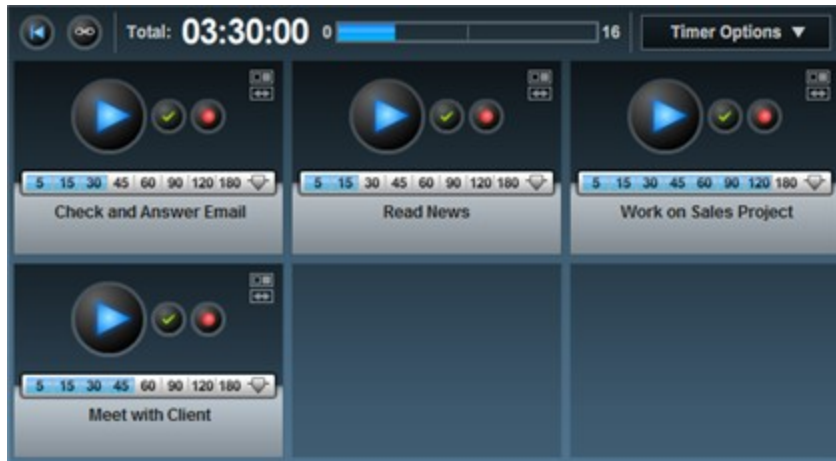 Total: 03:30:00 0 16 Timer Options ▼
5 15 30 45 60 90 120 180
Check and Answer Email
5 15 30 45 60 90 120 180
Read News
5 15 30 45 60 90 120 180
Work on Sales Project
5 15 30 45 60 90 120 180
Meet with Client